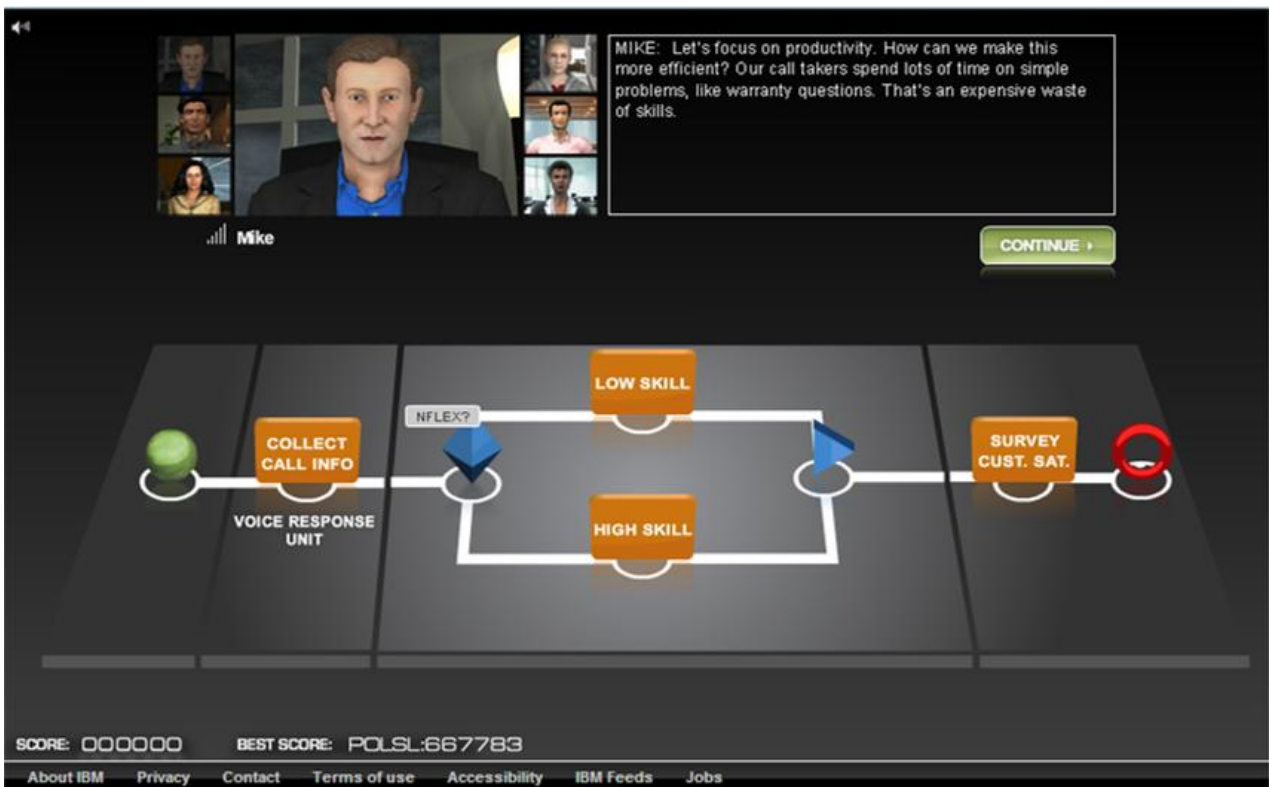 MIKE: Let's focus on productivity. How can we make this
more efficient? Our call takers spend lots of time on simple
problems, like warranty questions. That's an expensive waste
of skills.
Mike
CONTINUE
LOW SKILL
NFLEX?
COLLECT
CALL INFO
SURVEY
CUST. SAT.
VOICE RESPONSE
UNIT
HIGH SKILL
SCORE: 000000 BEST SCORE: POLSL:667783
About IBM Privacy Contact Terms of use Accessibility IBM Feeds Jobs